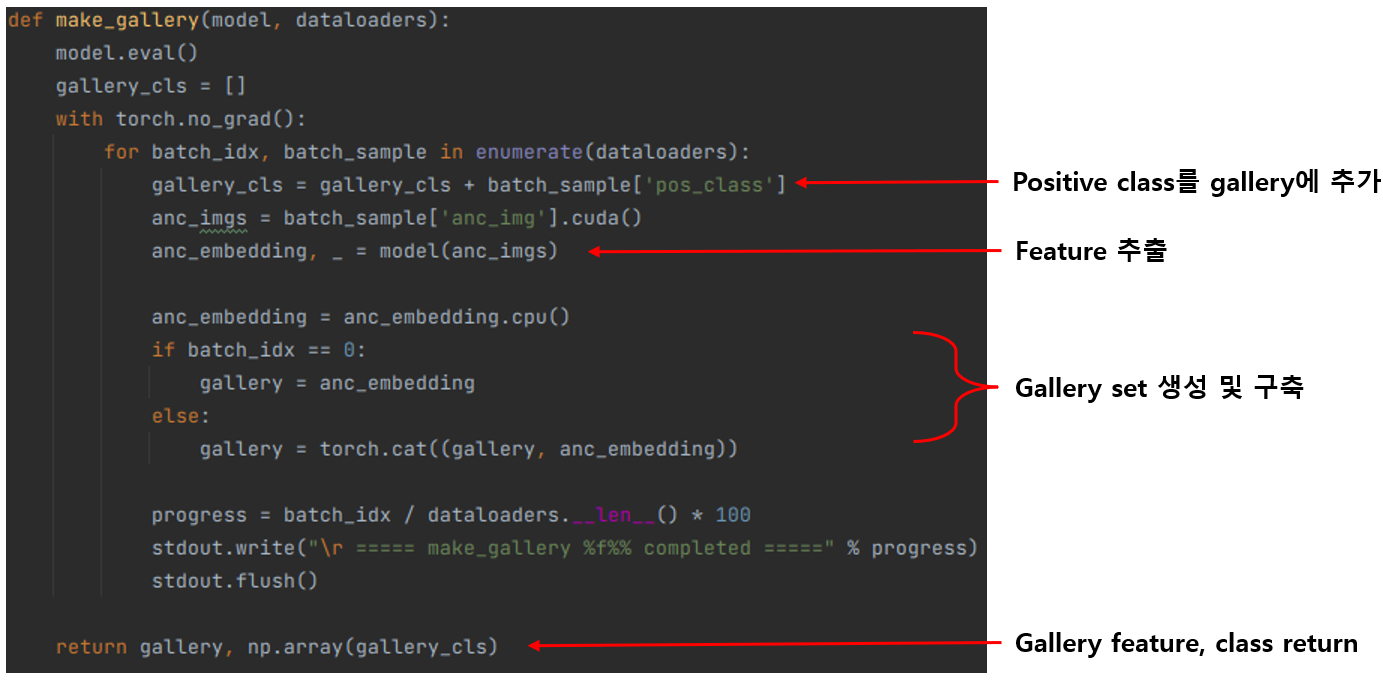 def make_gallery(model, dataloaders):
    model.eval()
    gallery_cls = []
    with torch.no_grad():
        for batch_idx, batch_sample in enumerate(dataloaders):
            gallery_cls = gallery_cls + batch_sample['pos_class']
Positive class를 gallery에 추가
            anc_imgs = batch_sample['anc_img'].cuda()
            anc_embedding, _ = model(anc_imgs)
Feature 추출
            anc_embedding = anc_embedding.cpu()
            if batch_idx == 0:
                gallery = anc_embedding
Gallery set 생성 및 구축
            else:
                gallery = torch.cat((gallery, anc_embedding))
            progress = batch_idx / dataloaders.__len__() * 100
            stdout.write("\r ===== make_gallery %f%% completed =====" % progress)
            stdout.flush()
    return gallery, np.array(gallery_cls)
Gallery feature, class return